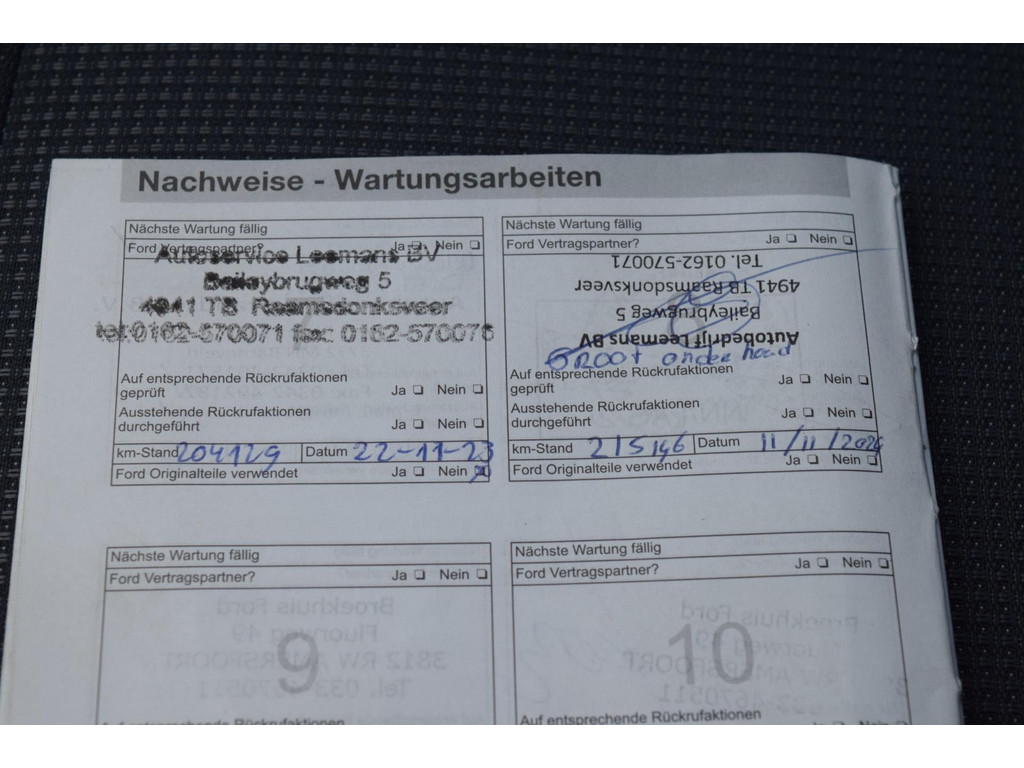 Nachweise - Wartungsarbeiten
Nächste Wartung fällig
Ford Vertragspartner? Ja Nein
Autoservice Leemans BV
Baileybrugweg 5
4941 TB Raamsdonksveer
tel:0162-570071 fax: 0162-570076
Auf entsprechende Rückrufaktionen
geprüft Ja Nein
Ausstehende Rückrufaktionen
durchgeführt Ja Nein
km-Stand 204129 Datum 22-11-23
Ford Originalteile verwendet Ja Nein
Nächste Wartung fällig
Ford Vertragspartner? Ja Nein
Autobedrijf Leemans BV
Baileybrugweg 5
4941 TB Raamsdonksveer
Tel. 0162-570071
GROOT onderhoud
Auf entsprechende Rückrufaktionen
geprüft Ja Nein
Ausstehende Rückrufaktionen
durchgeführt Ja Nein
km-Stand 215146 Datum 11/11/2024
Ford Originalteile verwendet Ja Nein
Nächste Wartung fällig
Ford Vertragspartner? Ja Nein
9
Auf entsprechende Rückrufaktionen
Nächste Wartung fällig
Ford Vertragspartner? Ja Nein
10
Auf entsprechende Rückrufaktionen